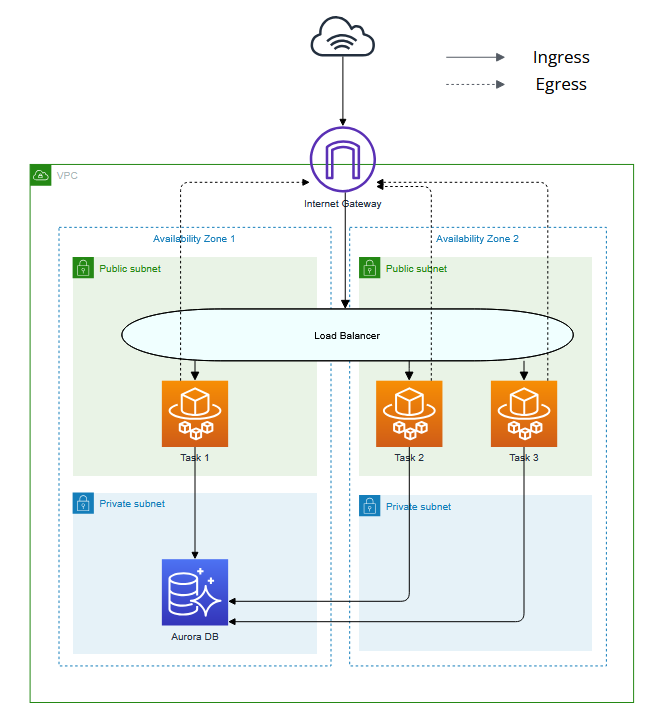 Ingress
Egress
VPC
Internet Gateway
Availability Zone 1
Availability Zone 2
Public subnet
Public subnet
Load Balancer
Task 1
Task 2
Task 3
Private subnet
Private subnet
Aurora DB